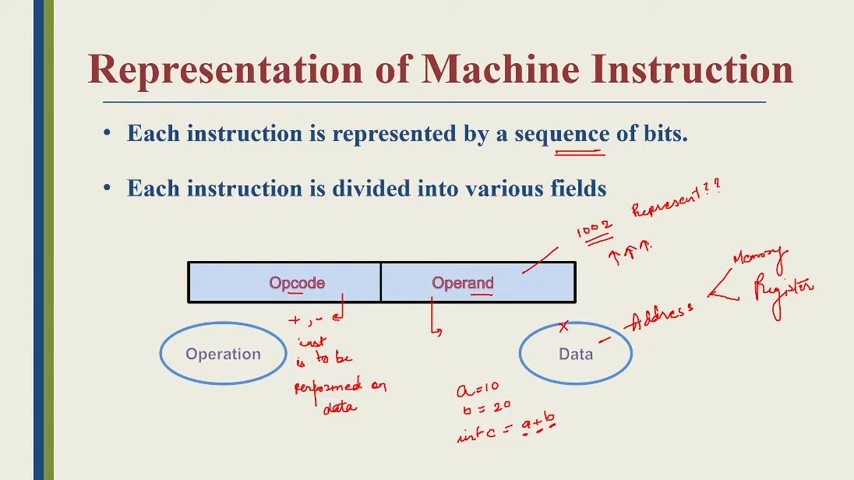 Representation of Machine Instruction
• Each instruction is represented by a sequence of bits.
• Each instruction is divided into various fields
1002 Represent??
Memory
Register
Address
Opcode
Operand
+, -
inst
is to be
performed on
data
Operation
x
Data
a=10
b = 20
int c = a+b